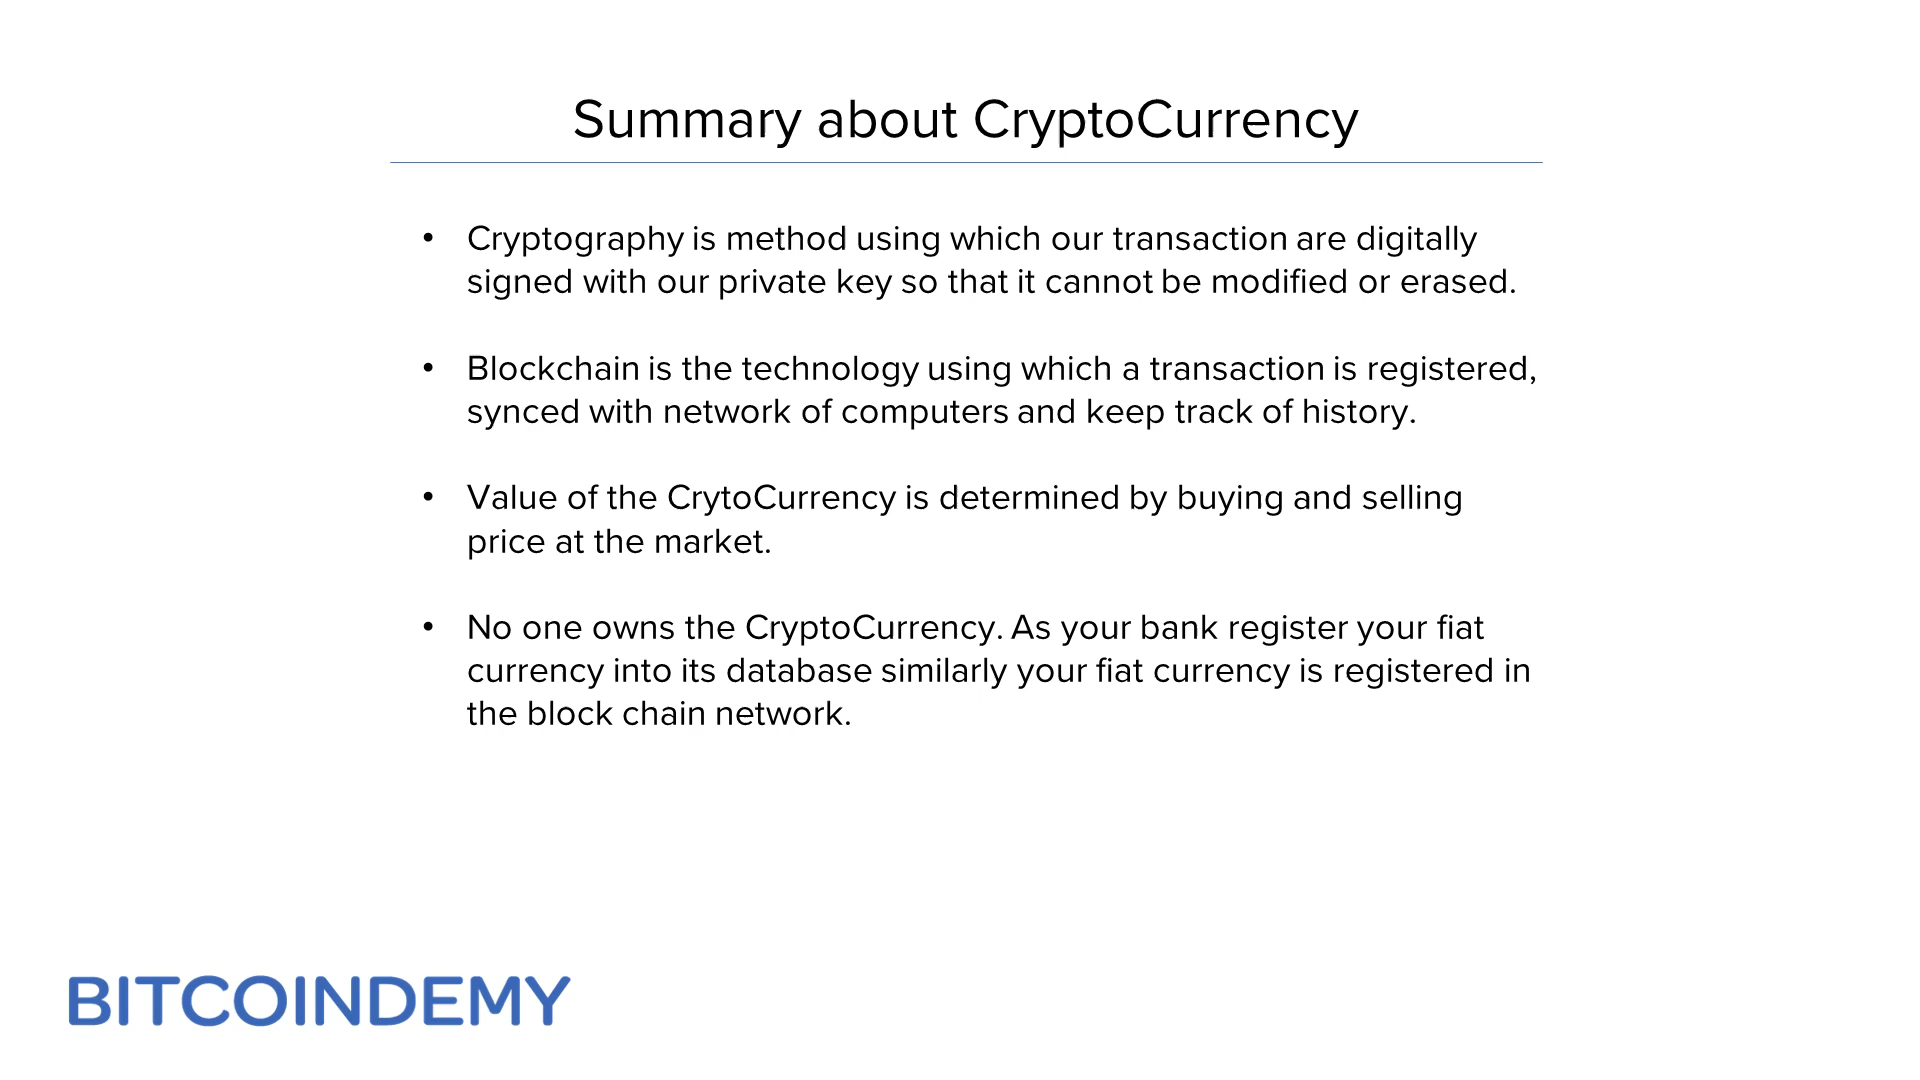 Summary about CryptoCurrency
• Cryptography is method using which our transaction are digitally
signed with our private key so that it cannot be modified or erased.
• Blockchain is the technology using which a transaction is registered,
synced with network of computers and keep track of history.
• Value of the CrytoCurrency is determined by buying and selling
price at the market.
• No one owns the CryptoCurrency. As your bank register your fiat
currency into its database similarly your fiat currency is registered in
the block chain network.
BITCOINDEMY